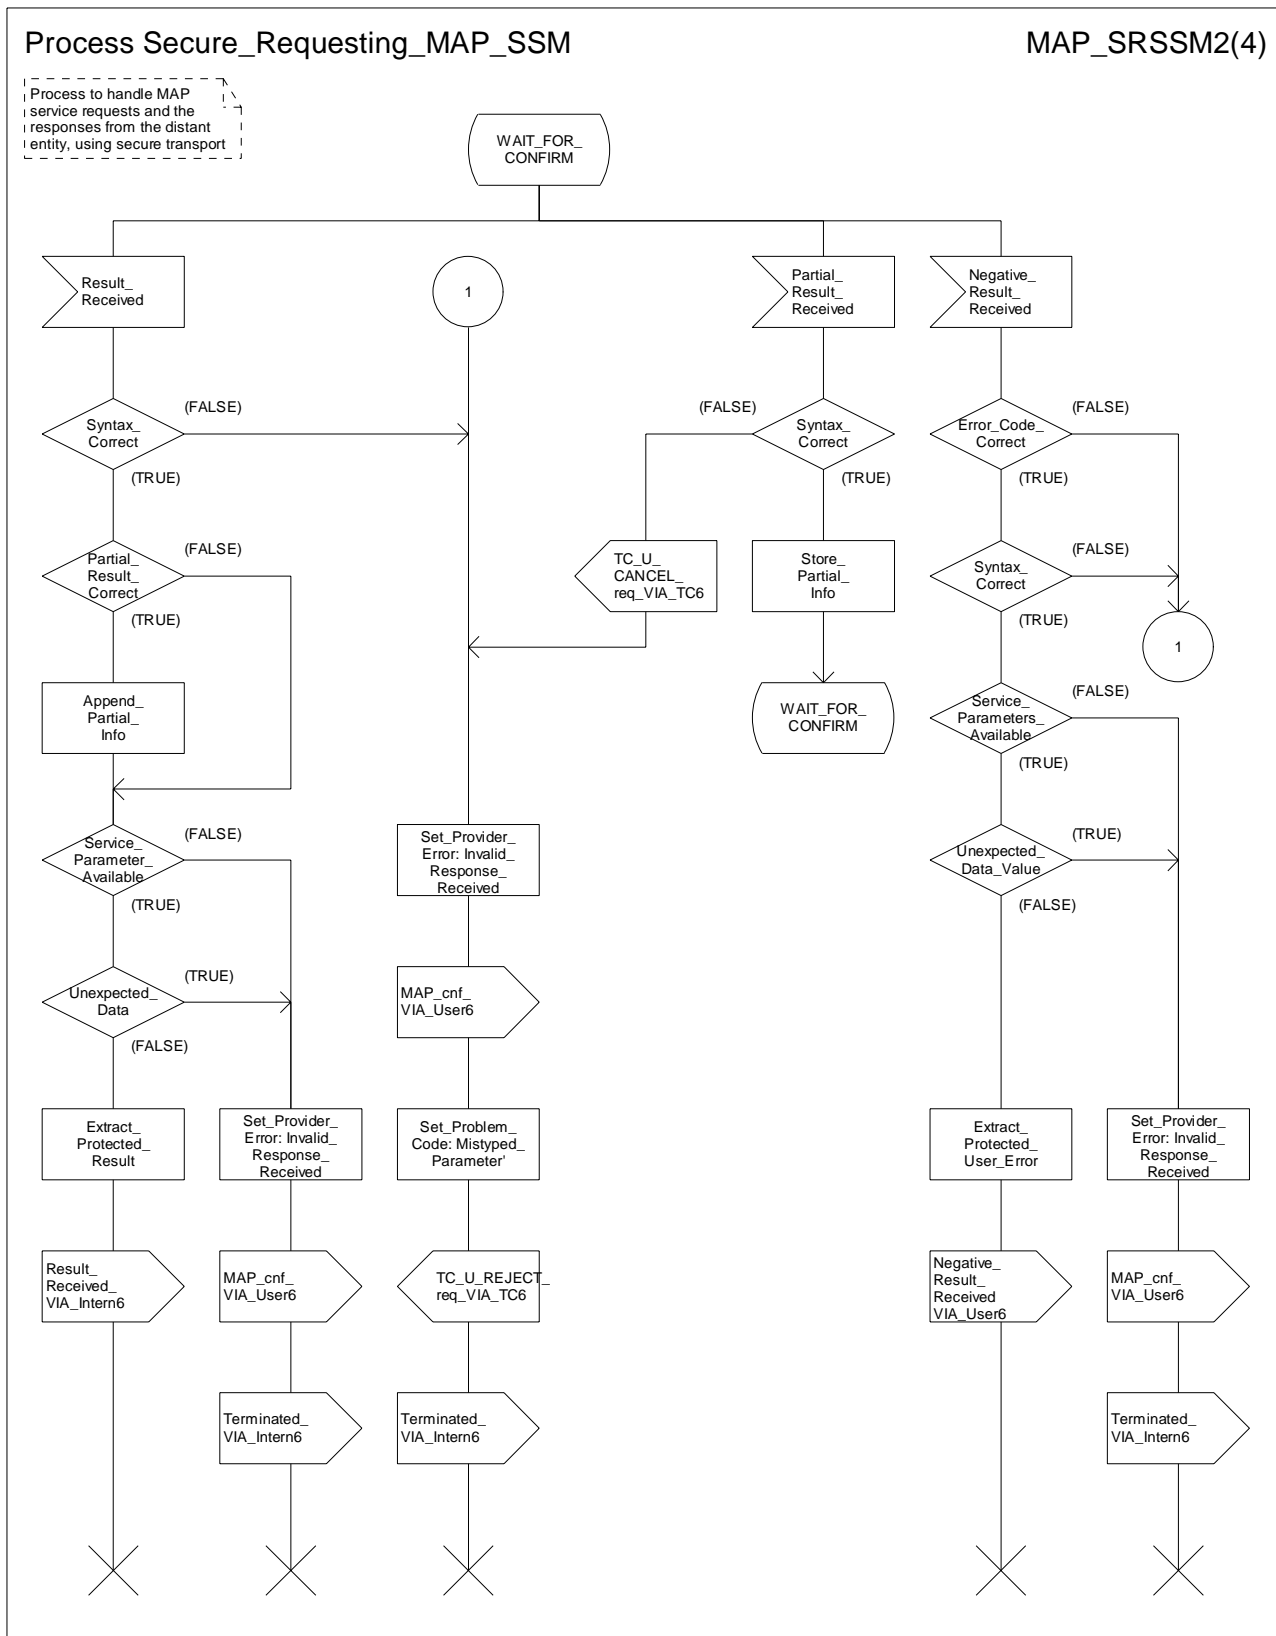 Process Secure_Requesting_MAP_SSM
MAP_SRSSM2(4)
Process to handle MAP
service requests and the
responses from the distant
entity, using secure transport
WAIT_FOR_
CONFIRM
Result_
Received
1
Partial_
Result_
Received
Negative_
Result_
Received
Syntax_
Correct
(FALSE)
(TRUE)
(FALSE)
Syntax_
Correct
(TRUE)
Error_Code_
Correct
(FALSE)
(TRUE)
Partial_
Result_
Correct
(FALSE)
(TRUE)
TC_U_
CANCEL_
req_VIA_TC6
Store_
Partial_
Info
Syntax_
Correct
(FALSE)
(TRUE)
1
Append_
Partial_
Info
WAIT_FOR_
CONFIRM
Service_
Parameters_
Available
(FALSE)
(TRUE)
Service_
Parameter_
Available
(FALSE)
(TRUE)
Set_Provider_
Error: Invalid_
Response_
Received
Unexpected_
Data_Value
(TRUE)
(FALSE)
Unexpected_
Data
(TRUE)
(FALSE)
MAP_cnf_
VIA_User6
Extract_
Protected_
Result
Set_Provider_
Error: Invalid_
Response_
Received
Set_Problem_
Code: Mistyped_
Parameter'
Extract_
Protected_
User_Error
Set_Provider_
Error: Invalid_
Response_
Received
Result_
Received_
VIA_Intern6
MAP_cnf_
VIA_User6
TC_U_REJECT_
req_VIA_TC6
Negative_
Result_
Received
VIA_User6
MAP_cnf_
VIA_User6
Terminated_
VIA_Intern6
Terminated_
VIA_Intern6
Terminated_
VIA_Intern6